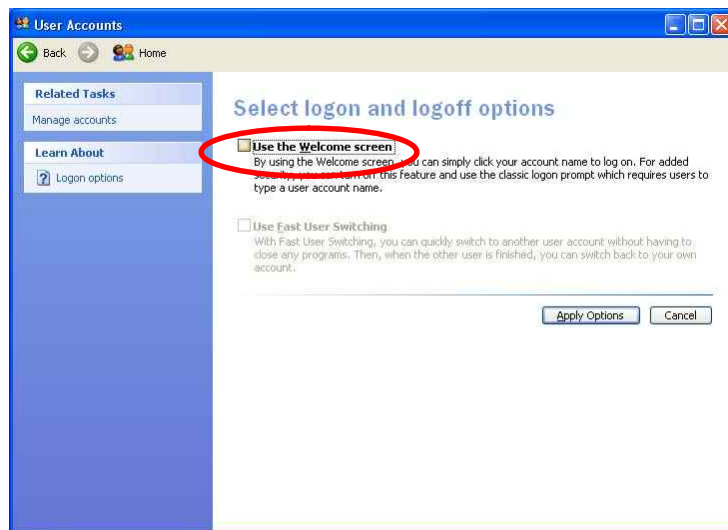 User Accounts
Back Home
Related Tasks
Manage accounts
Learn About
Logon options
Select logon and logoff options
Use the Welcome screen
By using the Welcome screen, you can simply click your account name to log on. For added
security, you can turn off this feature and use the classic logon prompt which requires users to
type a user account name.
Use Fast User Switching
With Fast User Switching, you can quickly switch to another user account without having to
close any programs. Then, when the other user is finished, you can switch back to your own
account.
Apply Options Cancel